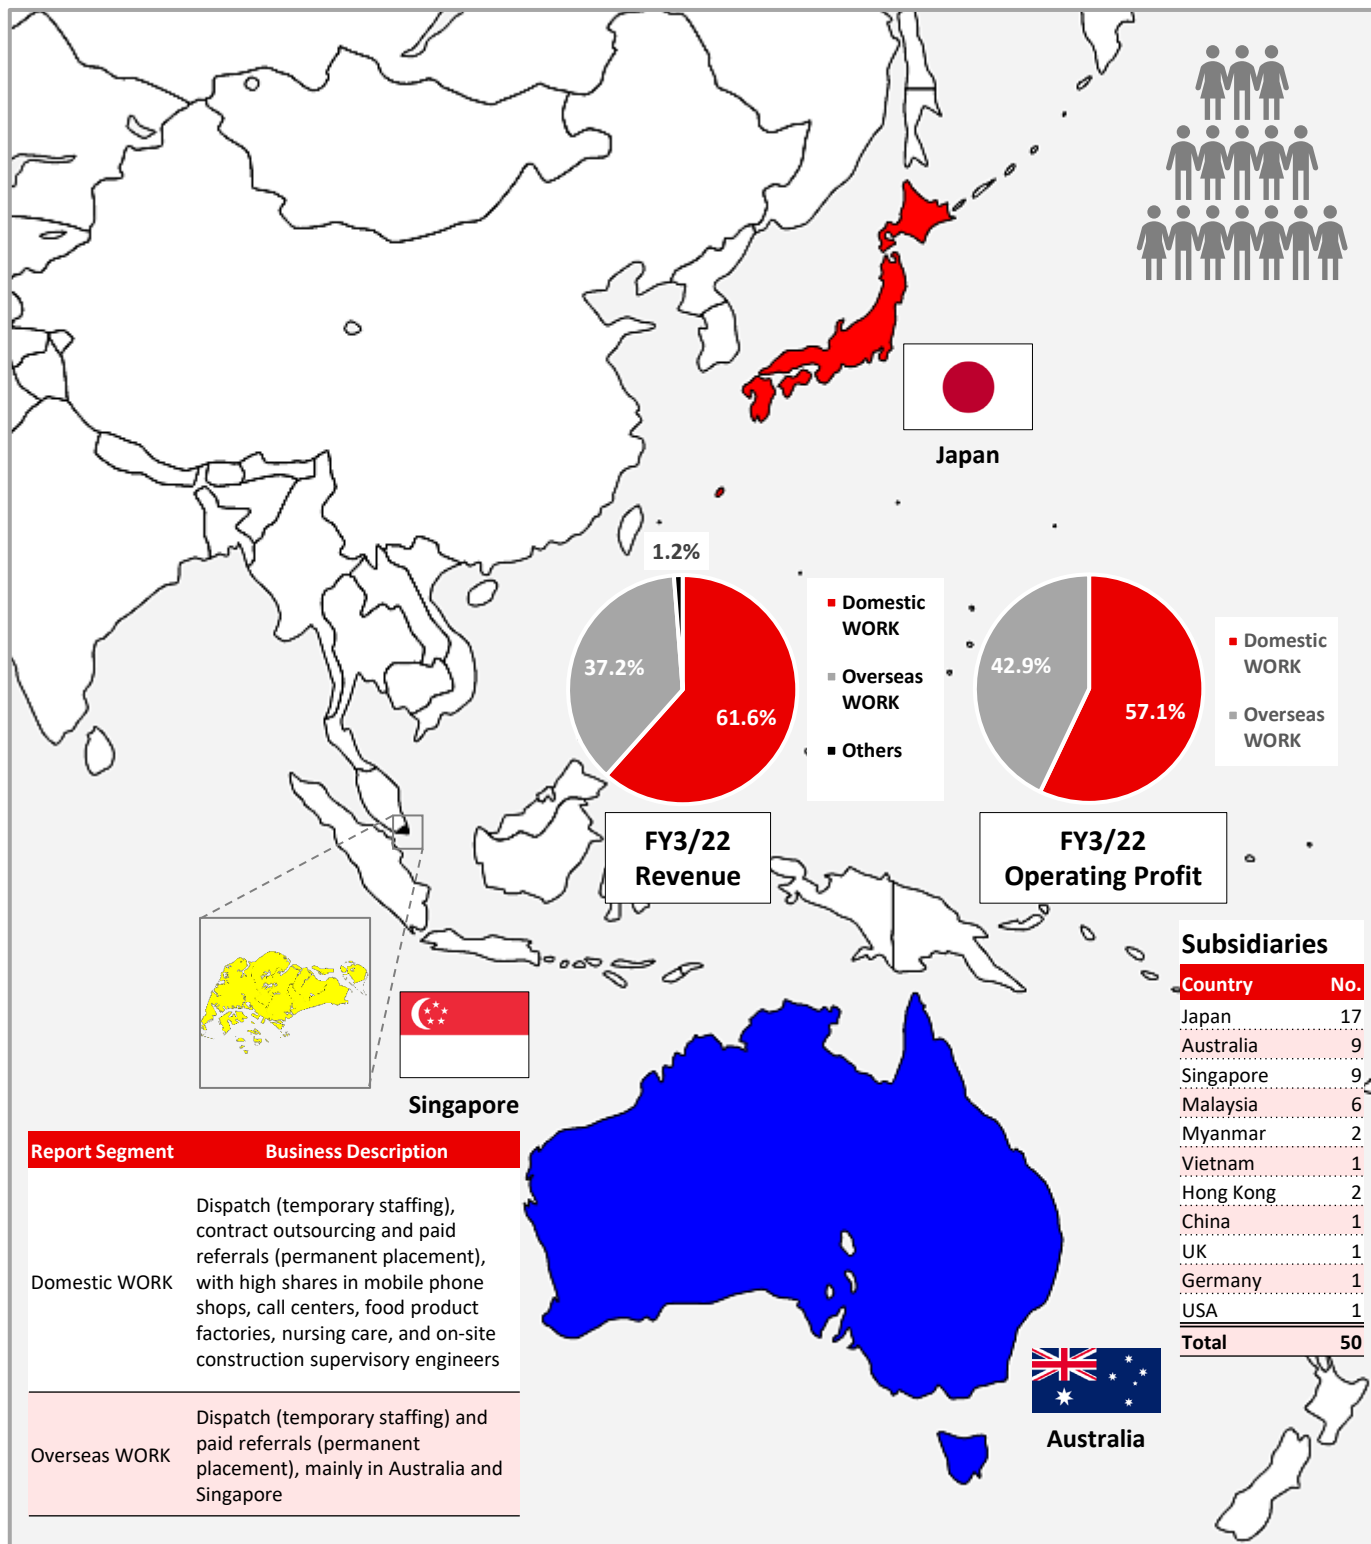 Japan
1.2%
37.2%
61.6%
Domestic
WORK
Overseas
WORK
Others
42.9%
57.1%
Domestic
WORK
Overseas
WORK
FY3/22
Revenue
FY3/22
Operating Profit
Singapore
Subsidiaries
Country No.
Japan 17
Australia 9
Singapore 9
Malaysia 6
Myanmar 2
Vietnam 1
Hong Kong 2
China 1
UK 1
Germany 1
USA 1
Total 50
Report Segment Business Description
Domestic WORK
Dispatch (temporary staffing),
contract outsourcing and paid
referrals (permanent placement),
with high shares in mobile phone
shops, call centers, food product
factories, nursing care, and on-site
construction supervisory engineers
Overseas WORK
Dispatch (temporary staffing) and
paid referrals (permanent
placement), mainly in Australia and
Singapore
Australia